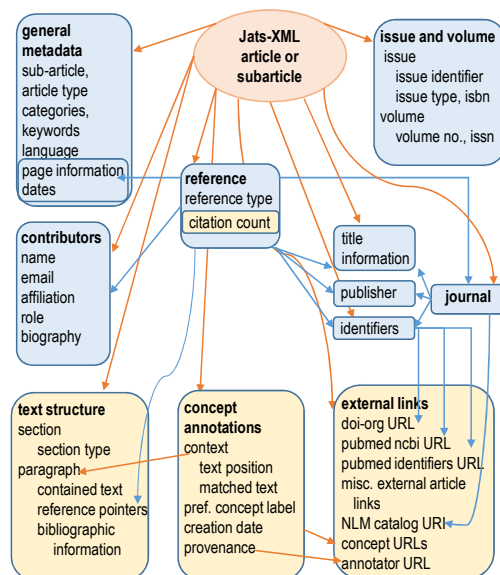 general
metadata
sub-article,
article type
categories,
keywords
language
page information
dates
Jats-XML
article or
subarticle
issue and volume
issue
issue identifier
issue type, isbn
volume
volume no., issn
reference
reference type
citation count
contributors
name
email
affiliation
role
biography
title
information
publisher
identifiers
journal
text structure
section
section type
paragraph
contained text
reference pointers
bibliographic
information
concept
annotations
context
text position
matched text
pref. concept label
creation date
provenance
external links
doi-org URL
pubmed ncbi URL
pubmed identifiers URL
misc. external article
links
NLM catalog URI
concept URLs
annotator URL